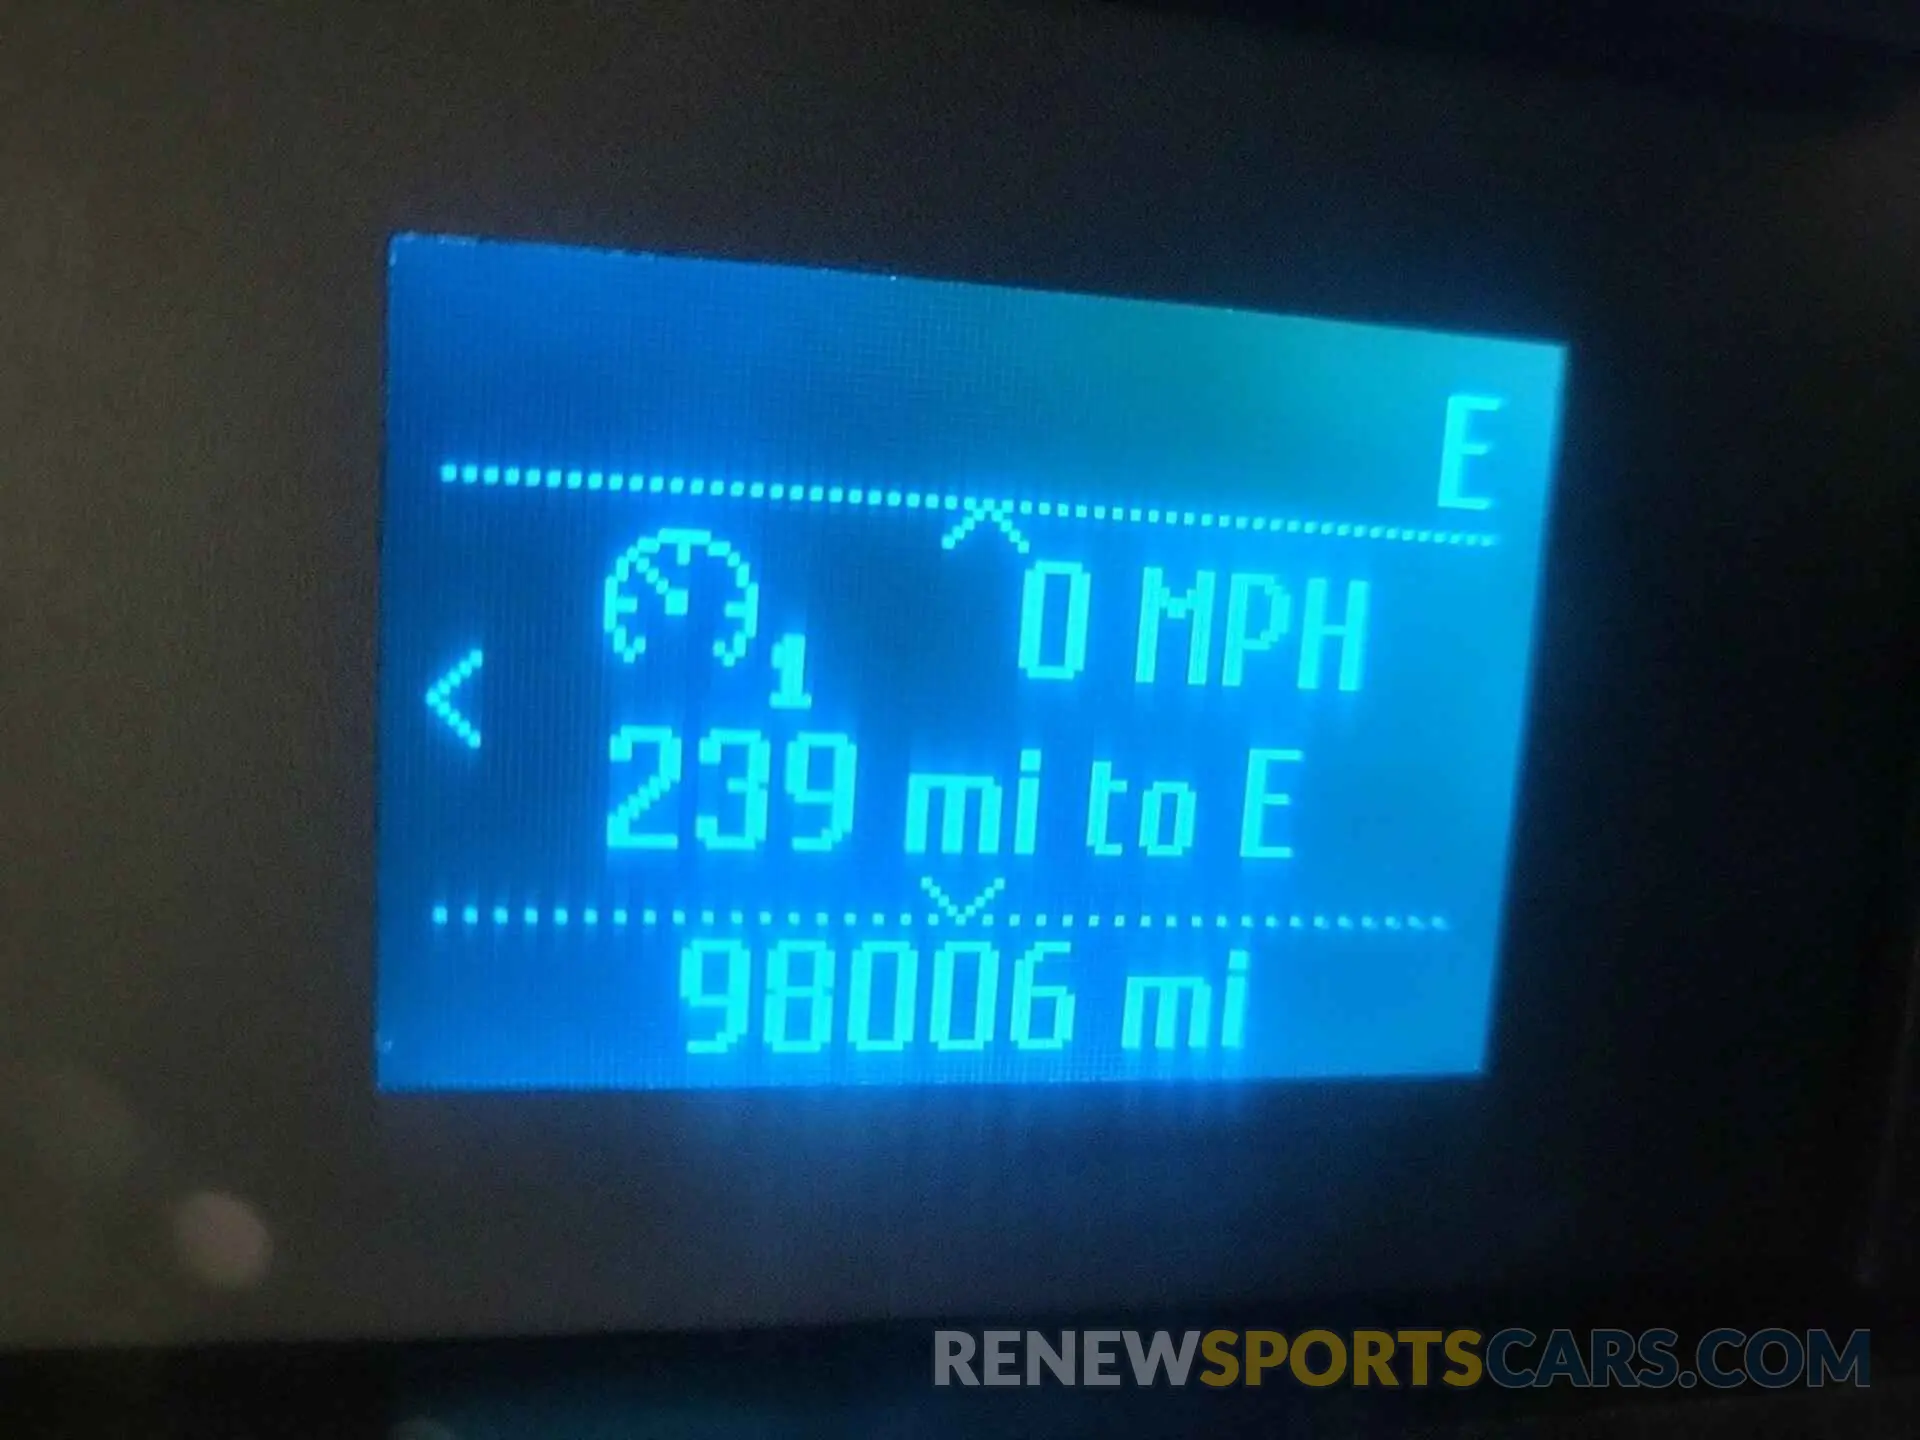 E
0 MPH
1
239 mi to E
98006 mi
RENEWSPORTSCARS.COM